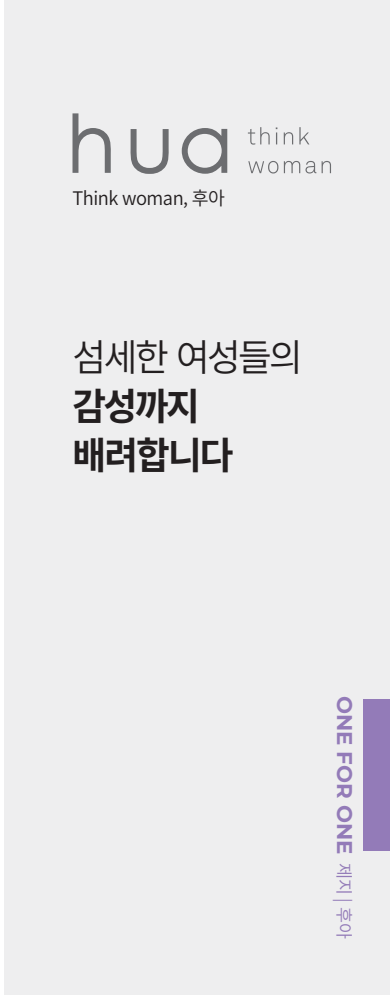 hua think
woman
Think woman, 후아
섬세한 여성들의
감성까지
배려합니다
ONE FOR ONE 제지 | 후아